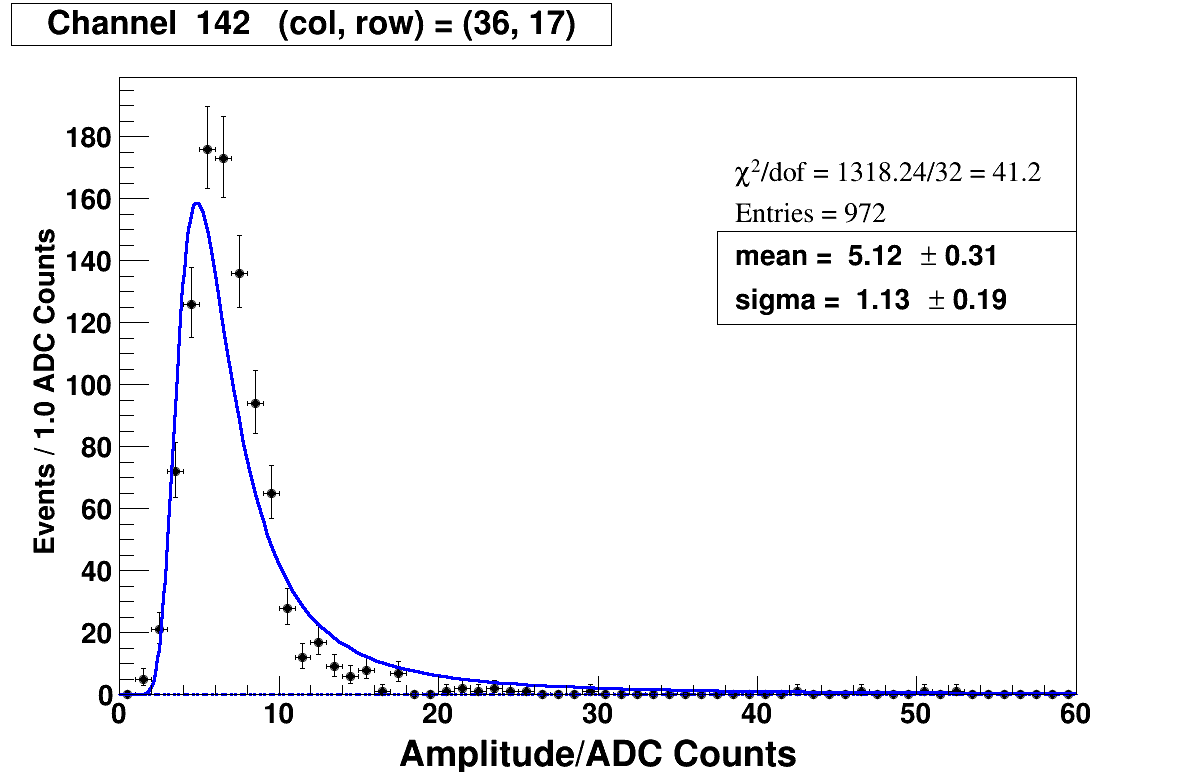 Channel 142 (col, row) = (36, 17)
χ²/dof = 1318.24/32 = 41.2
Entries = 972
mean = 5.12 ± 0.31
sigma = 1.13 ± 0.19
Events / 1.0 ADC Counts
180
160
140
120
100
80
60
40
20
0
0 10 20 30 40 50 60
Amplitude/ADC Counts